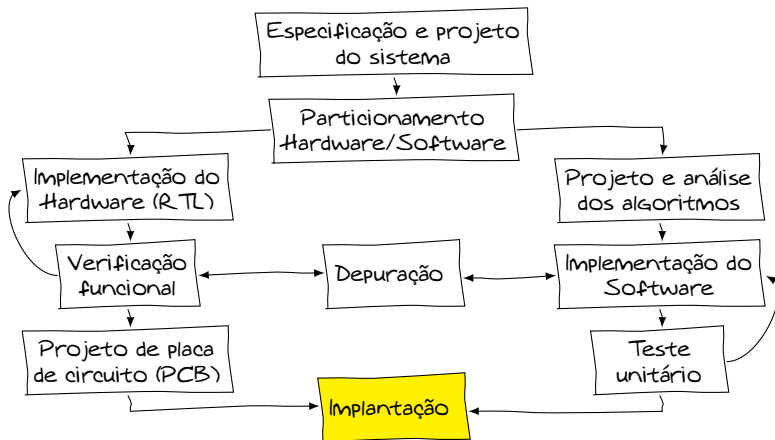 Especificação e projeto
do sistema
Particionamento
Hardware/Software
Implementação do
Hardware (RTL)
Projeto e análise
dos algoritmos
Verificação
funcional
Depuração
Implementação do
Software
Projeto de placa
de circuito (PCB)
Teste
unitário
Implantação